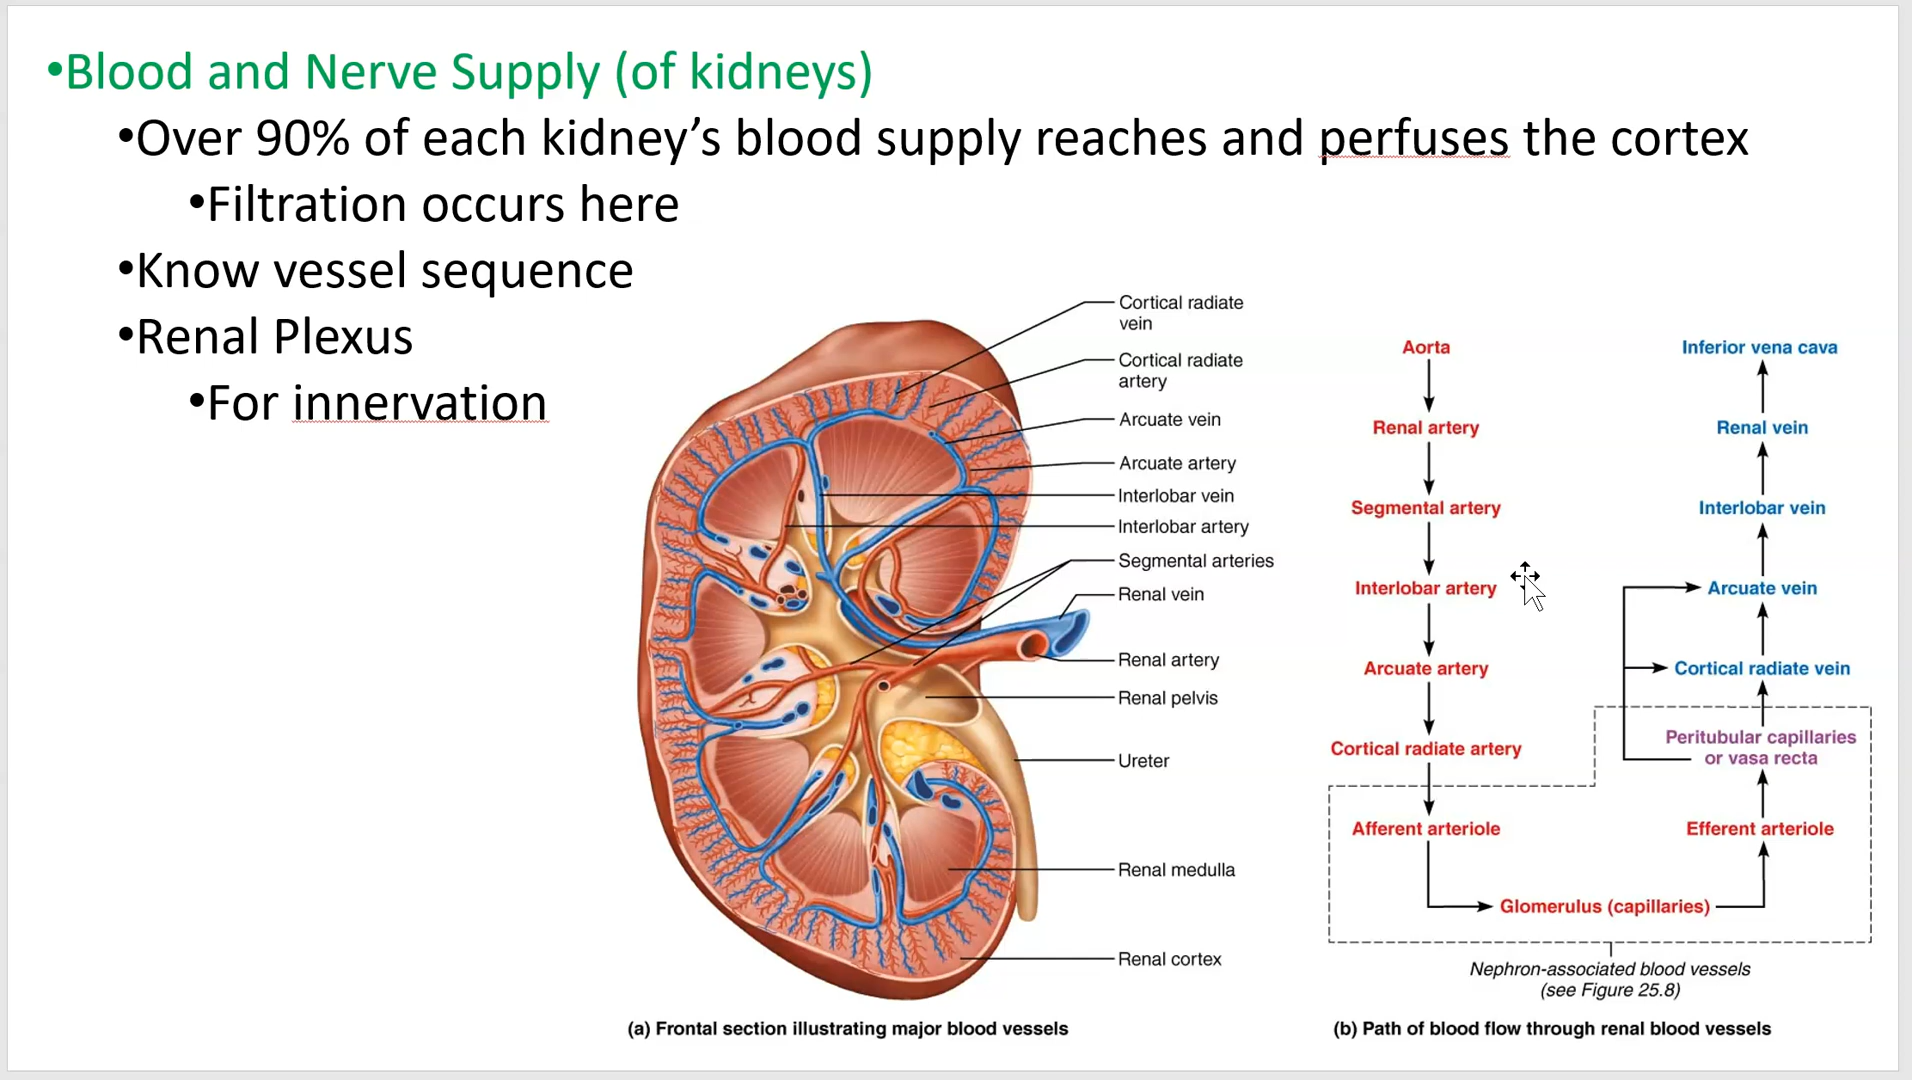 •Blood and Nerve Supply (of kidneys)
•Over 90% of each kidney’s blood supply reaches and perfuses the cortex
•Filtration occurs here
•Know vessel sequence
•Renal Plexus
•For innervation
Cortical radiate
vein
Cortical radiate
artery
Arcuate vein
Arcuate artery
Interlobar vein
Interlobar artery
Segmental arteries
Renal vein
Renal artery
Renal pelvis
Ureter
Renal medulla
Renal cortex
(a) Frontal section illustrating major blood vessels
Aorta
Renal artery
Segmental artery
Interlobar artery
Arcuate artery
Cortical radiate artery
Afferent arteriole
Glomerulus (capillaries)
Inferior vena cava
Renal vein
Interlobar vein
Arcuate vein
Cortical radiate vein
Peritubular capillaries
or vasa recta
Efferent arteriole
Nephron-associated blood vessels
(see Figure 25.8)
(b) Path of blood flow through renal blood vessels